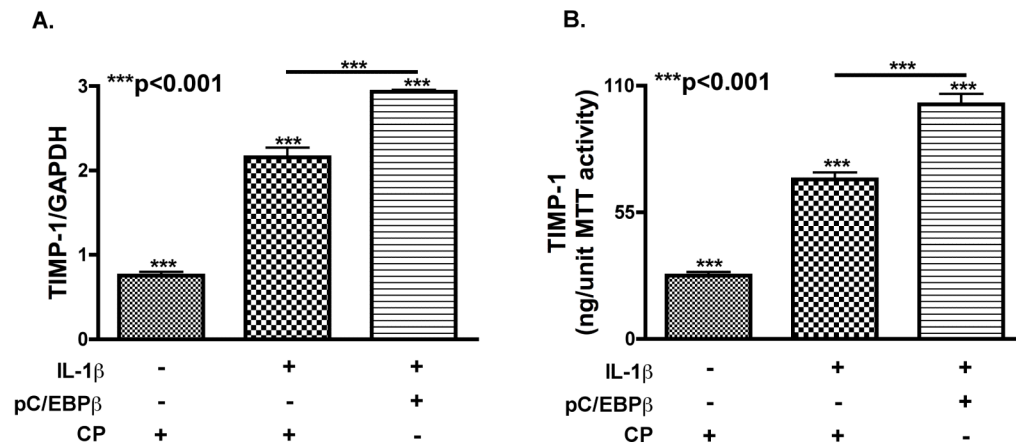 A.
***p<0.001
***
***
***
***
TIMP-1/GAPDH
3
2
1
0
IL-1β - + +
pC/EBPβ - - +
CP + + -
B.
***p<0.001
***
***
***
***
TIMP-1
(ng/unit MTT activity)
110
55
0
IL-1β - + +
pC/EBPβ - - +
CP + + -